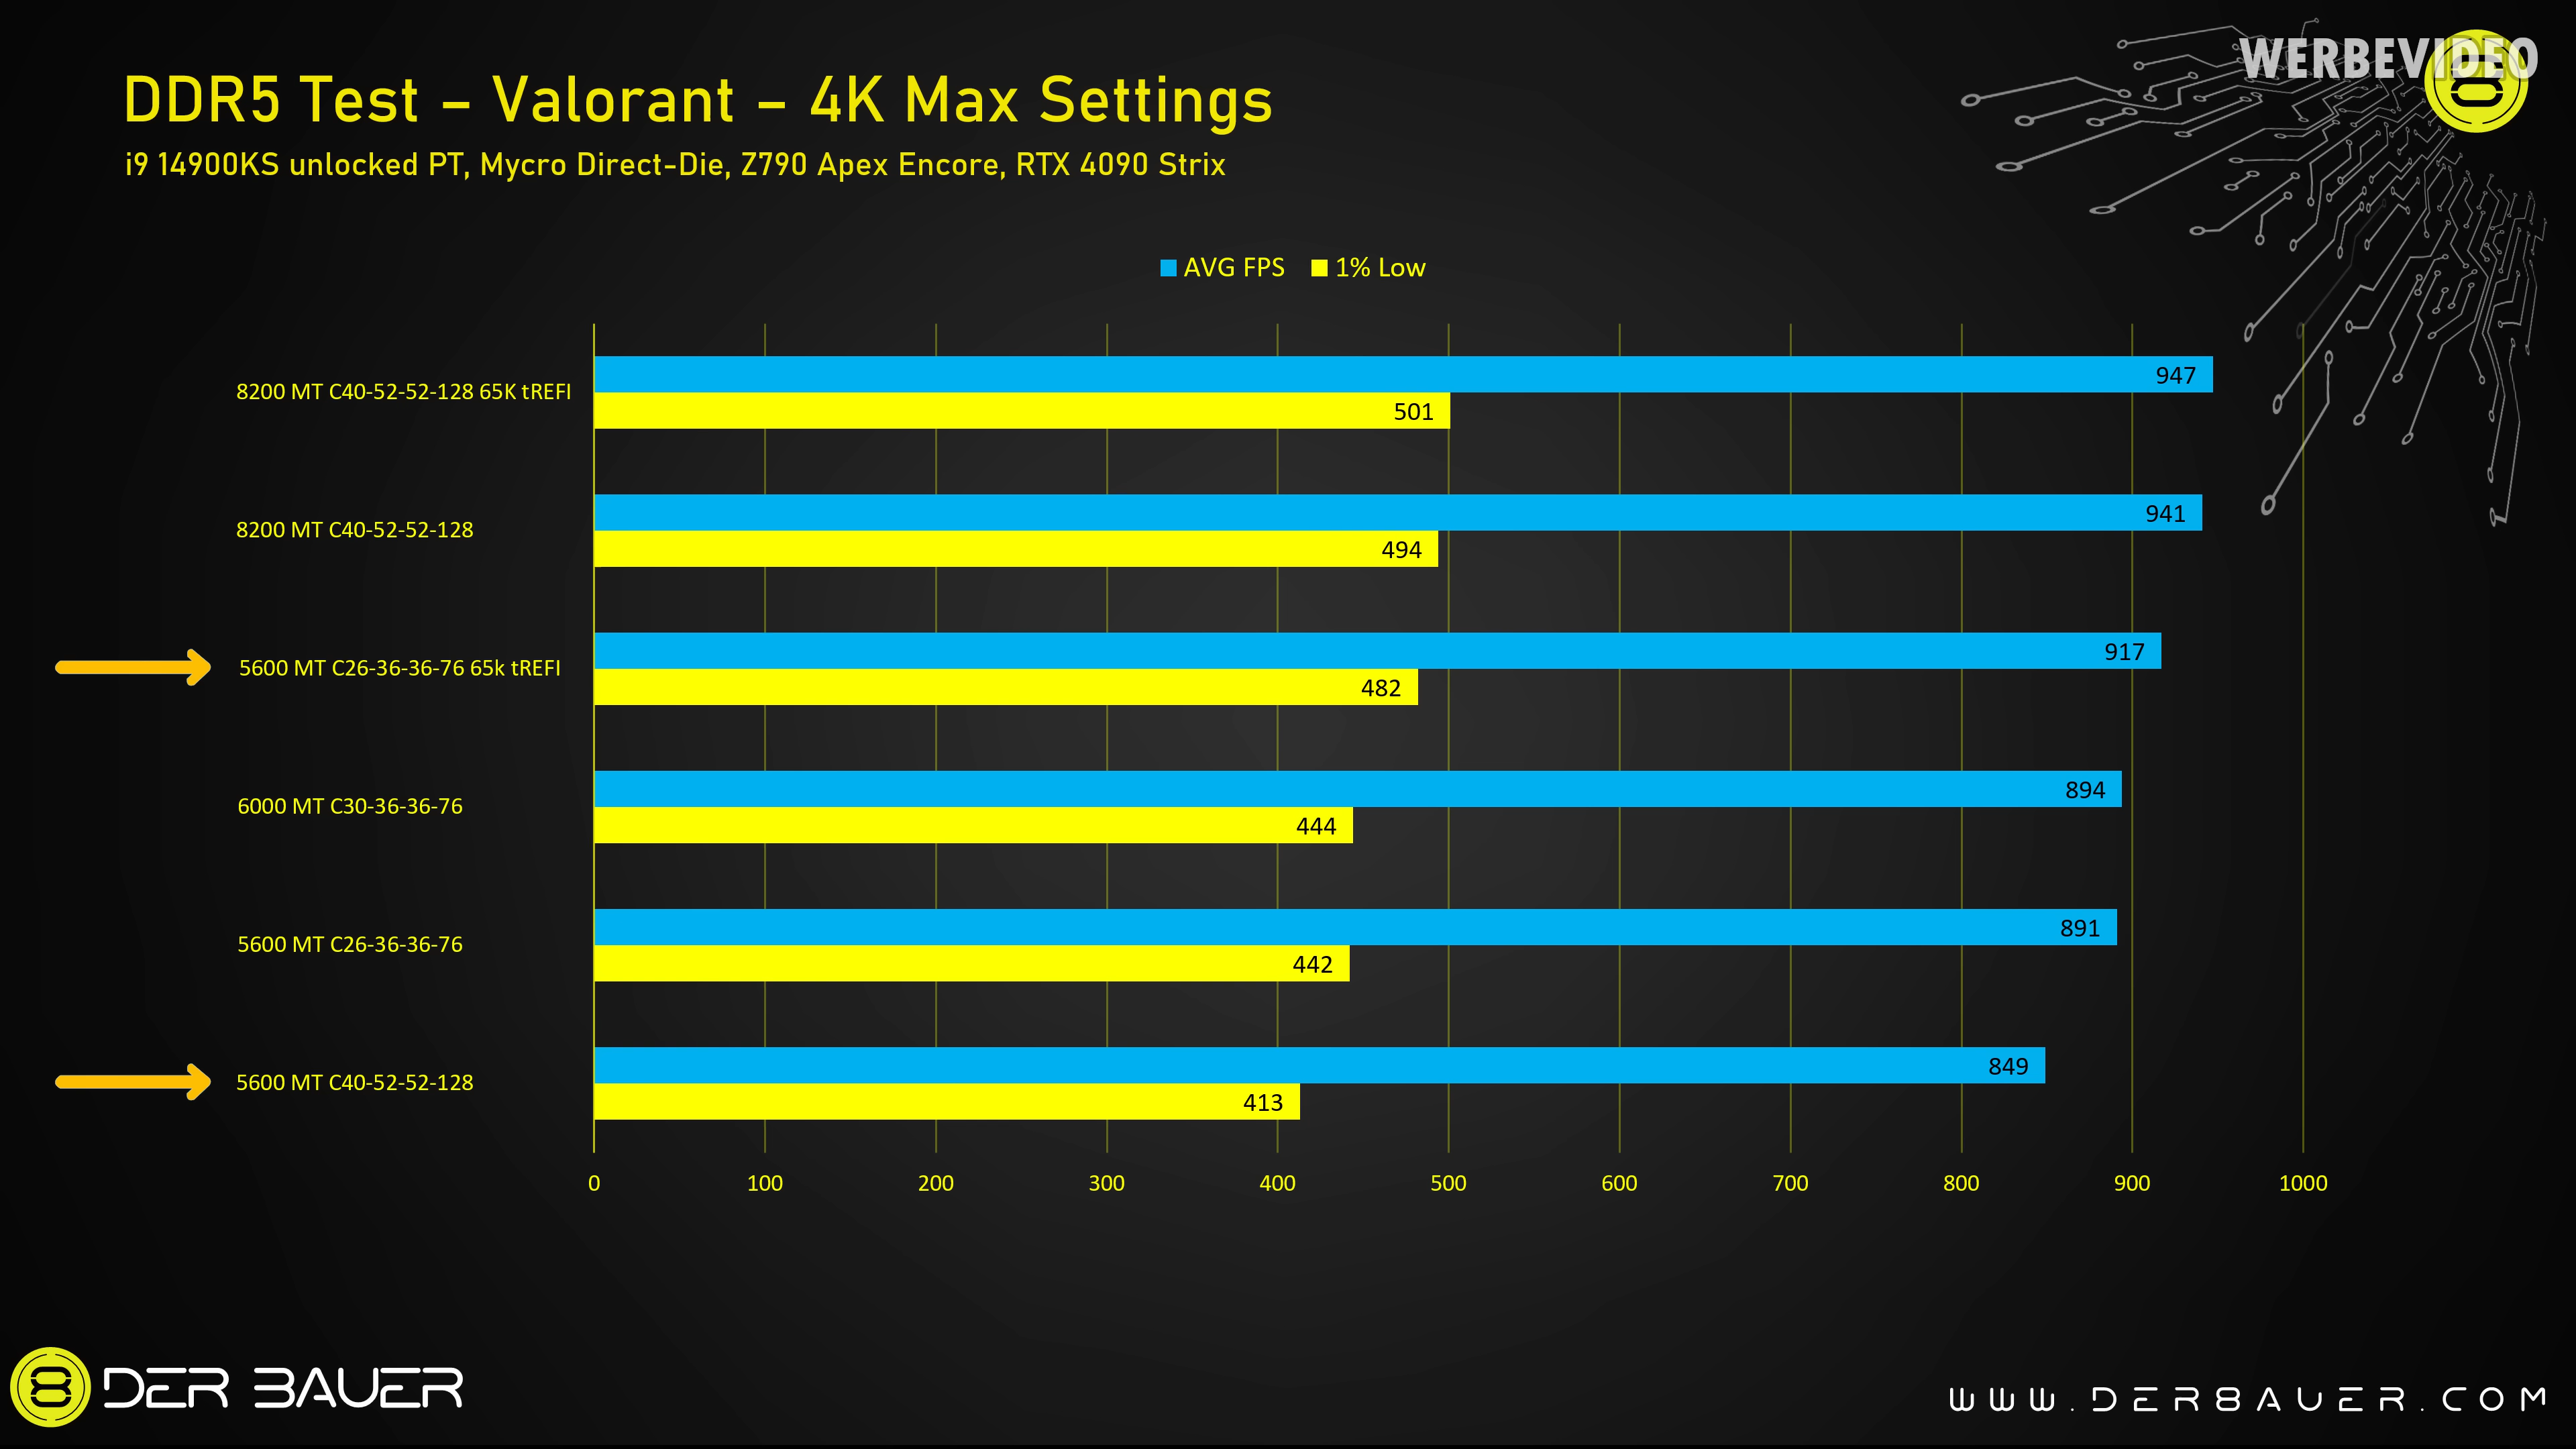 WERBEVIDEO
DDR5 Test – Valorant – 4K Max Settings
i9 14900KS unlocked PT, Mycro Direct-Die, Z790 Apex Encore, RTX 4090 Strix
AVG FPS 1% Low
8200 MT C40-52-52-128 65K tREFI
947
501
8200 MT C40-52-52-128
941
494
5600 MT C26-36-36-76 65k tREFI
917
482
6000 MT C30-36-36-76
894
444
5600 MT C26-36-36-76
891
442
5600 MT C40-52-52-128
849
413
0 100 200 300 400 500 600 700 800 900 1000
8 DER 8AUER
WWW.DER8AUER.COM